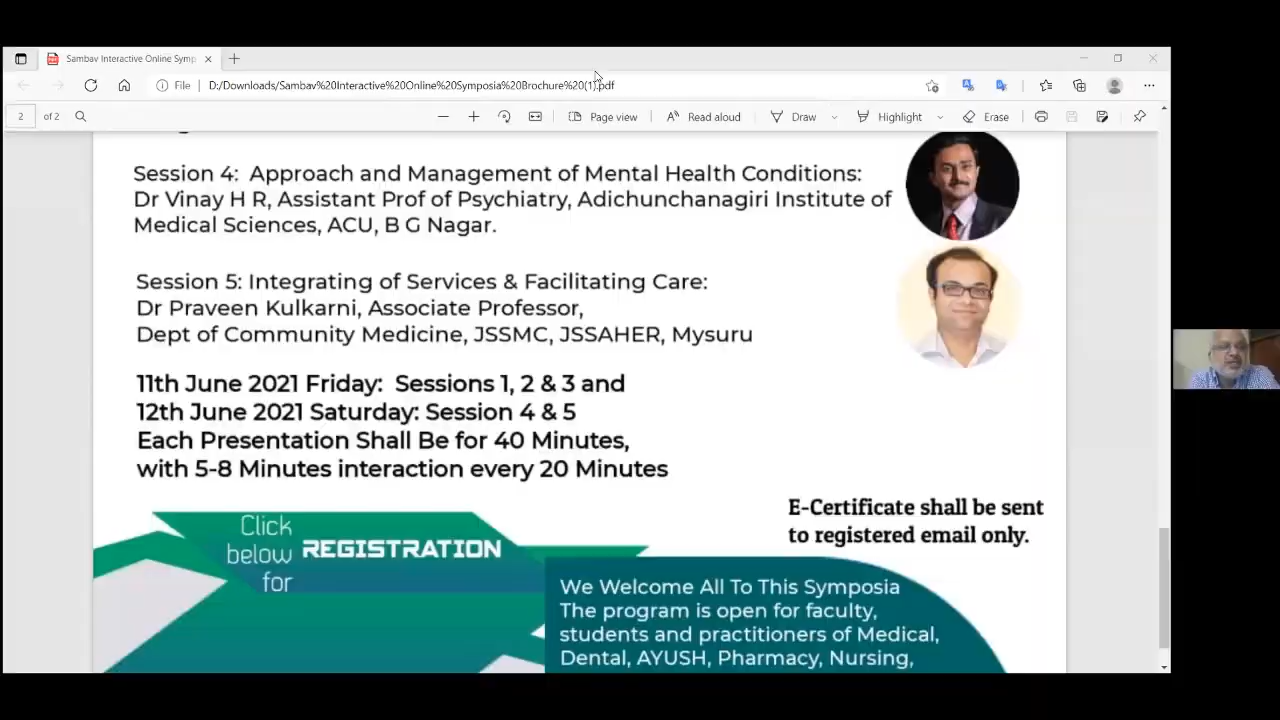 Sambav Interactive Online Symp
File
D:/Downloads/Sambav%20Interactive%20Online%20Symposia%20Brochure%20(1).pdf
2 of 2
Page view
Read aloud
Draw
Highlight
Erase
Session 4: Approach and Management of Mental Health Conditions:
Dr Vinay H R, Assistant Prof of Psychiatry, Adichunchanagiri Institute of
Medical Sciences, ACU, B G Nagar.
Session 5: Integrating of Services & Facilitating Care:
Dr Praveen Kulkarni, Associate Professor,
Dept of Community Medicine, JSSMC, JSSAHER, Mysuru
11th June 2021 Friday: Sessions 1, 2 & 3 and
12th June 2021 Saturday: Session 4 & 5
Each Presentation Shall Be for 40 Minutes,
with 5-8 Minutes interaction every 20 Minutes
E-Certificate shall be sent
to registered email only.
Click
below
for
REGISTRATION
We Welcome All To This Symposia
The program is open for faculty,
students and practitioners of Medical,
Dental, AYUSH, Pharmacy, Nursing,